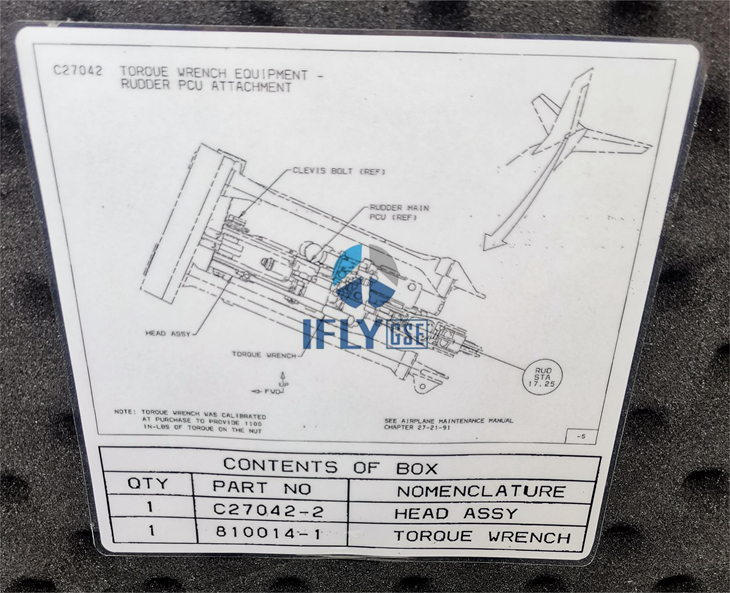 C27042 TORQUE WRENCH EQUIPMENT -
RUDDER PCU ATTACHMENT
CLEVIS BOLT (REF)
RUDDER MAIN
PCU (REF)
IFLY GSE
HEAD ASSY
TORQUE WRENCH
UP
FWD
RUD
STA
17.25
NOTE: TORQUE WRENCH WAS CALIBRATED
AT PURCHASE TO PROVIDE 1100
IN-LBS OF TORQUE ON THE NUT
SEE AIRPLANE MAINTENANCE MANUAL
CHAPTER 27-21-91
-5
CONTENTS OF BOX
QTY PART NO NOMENCLATURE
1 C27042-2 HEAD ASSY
1 810014-1 TORQUE WRENCH